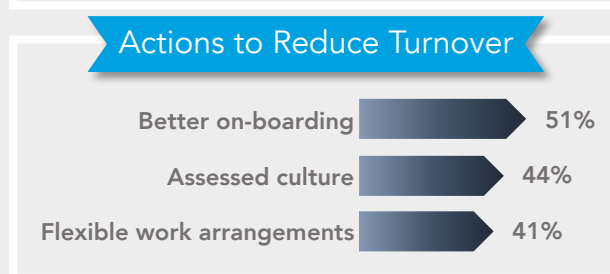 Actions to Reduce Turnover
Better on-boarding 51%
Assessed culture 44%
Flexible work arrangements 41%